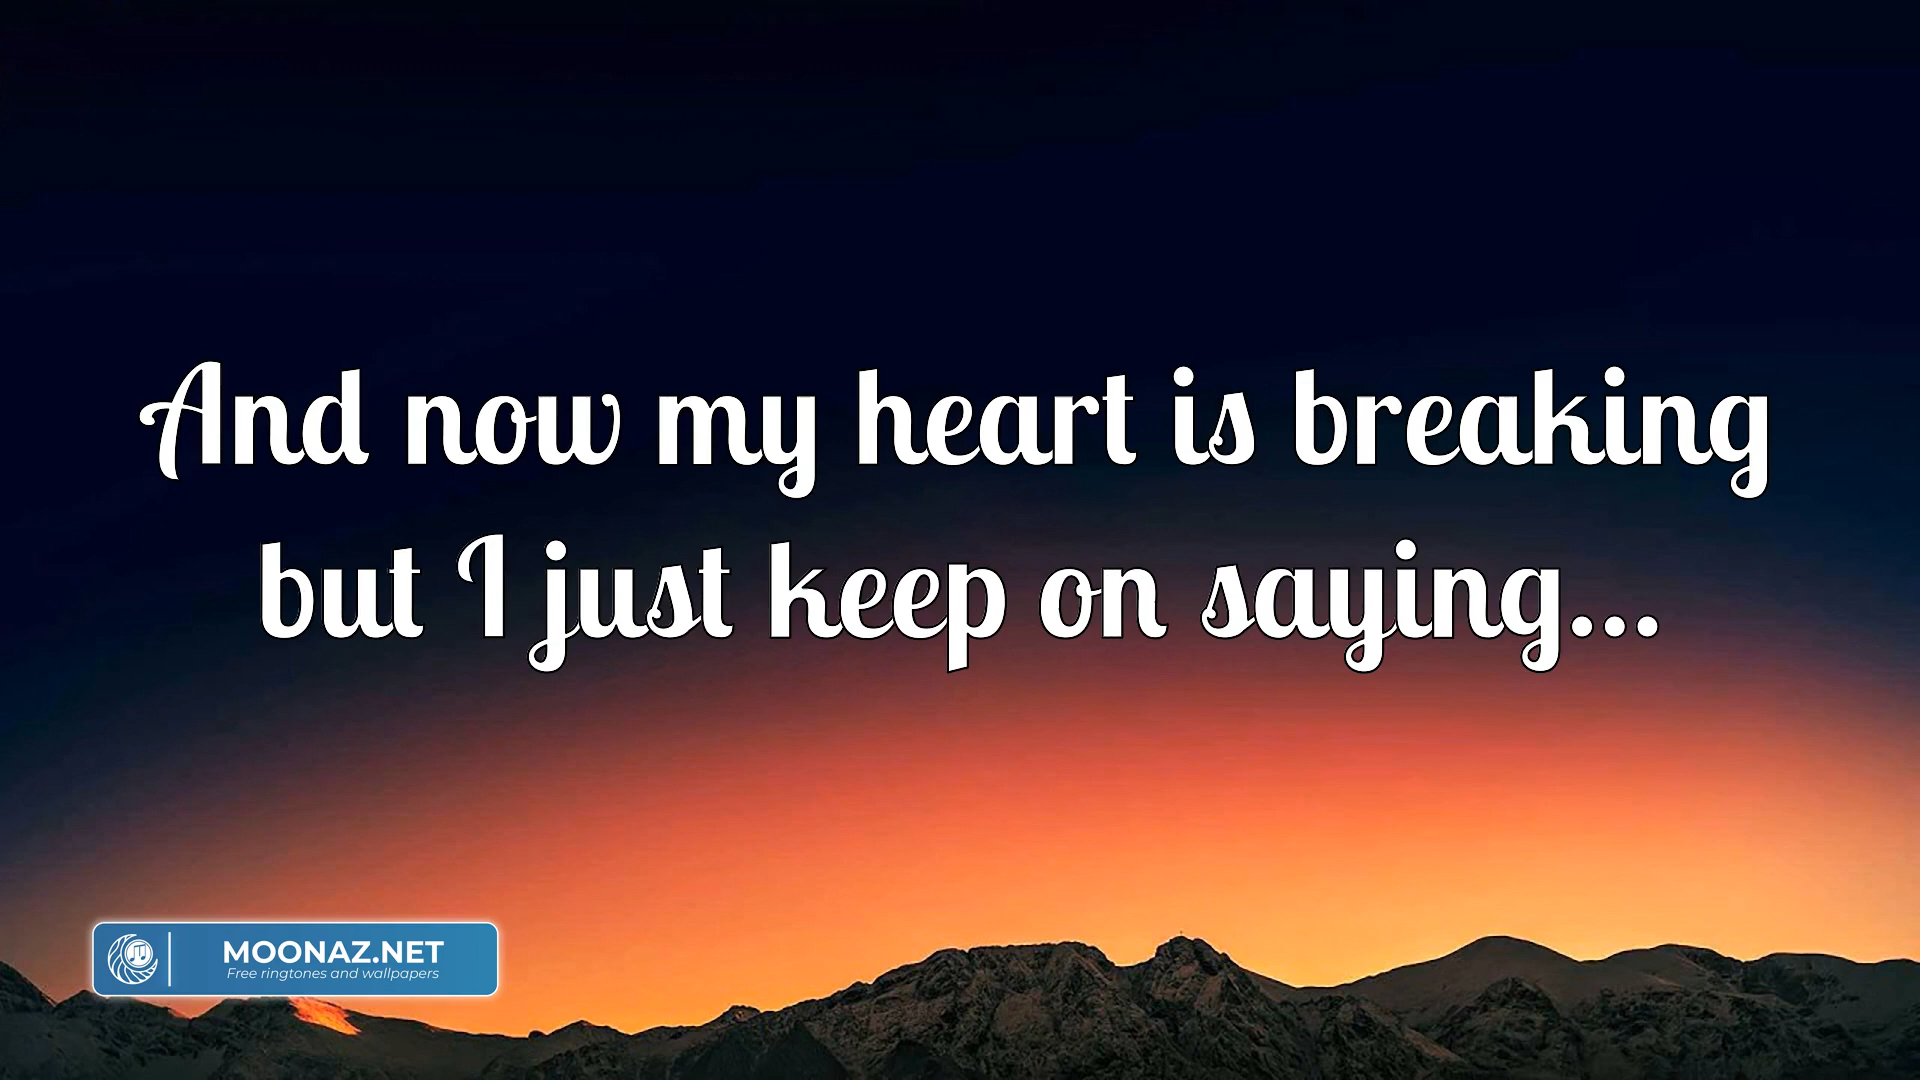 And now my heart is breaking
but I just keep on saying...
MOONAZ.NET
Free ringtones and wallpapers